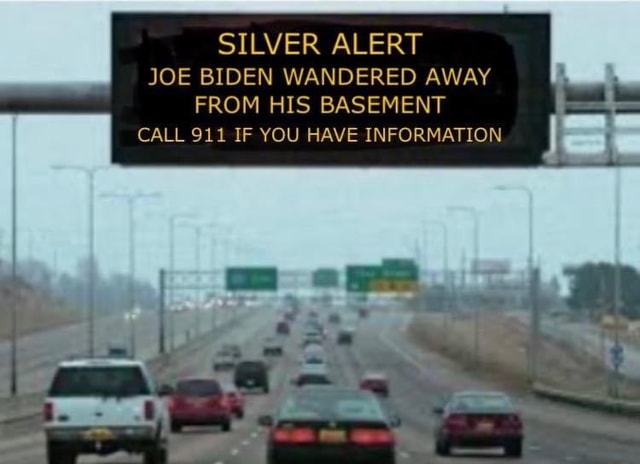 SILVER ALERT
JOE BIDEN WANDERED AWAY
FROM HIS BASEMENT
CALL 911 IF YOU HAVE INFORMATION